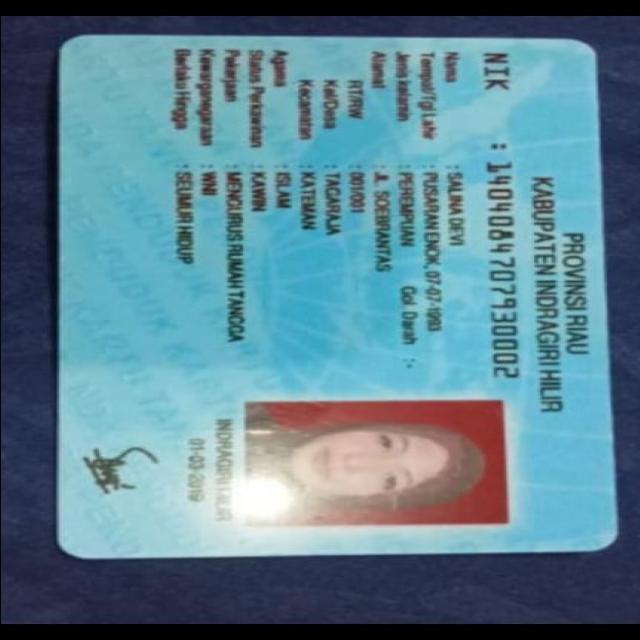 PROVINSI RIAU
KABUPATEN INDRAGIRI HILIR
NIK : 1404084707930002
Nama : SALINA DEVI
Tempat/Tgl Lahir : PUSARAN ENOK, 07-07-1993
Jenis kelamin : PEREMPUAN Gol. Darah : -
Alamat : JL. SOEBRANTAS
RT/RW : 001/001
Kel/Desa : TAGARAJA
Kecamatan : KATEMAN
Agama : ISLAM
Status Perkawinan : KAWIN
Pekerjaan : MENGURUS RUMAH TANGGA
Kewarganegaraan : WNI
Berlaku Hingga : SEUMUR HIDUP
INDRAGIRI HILIR
01-03-2019